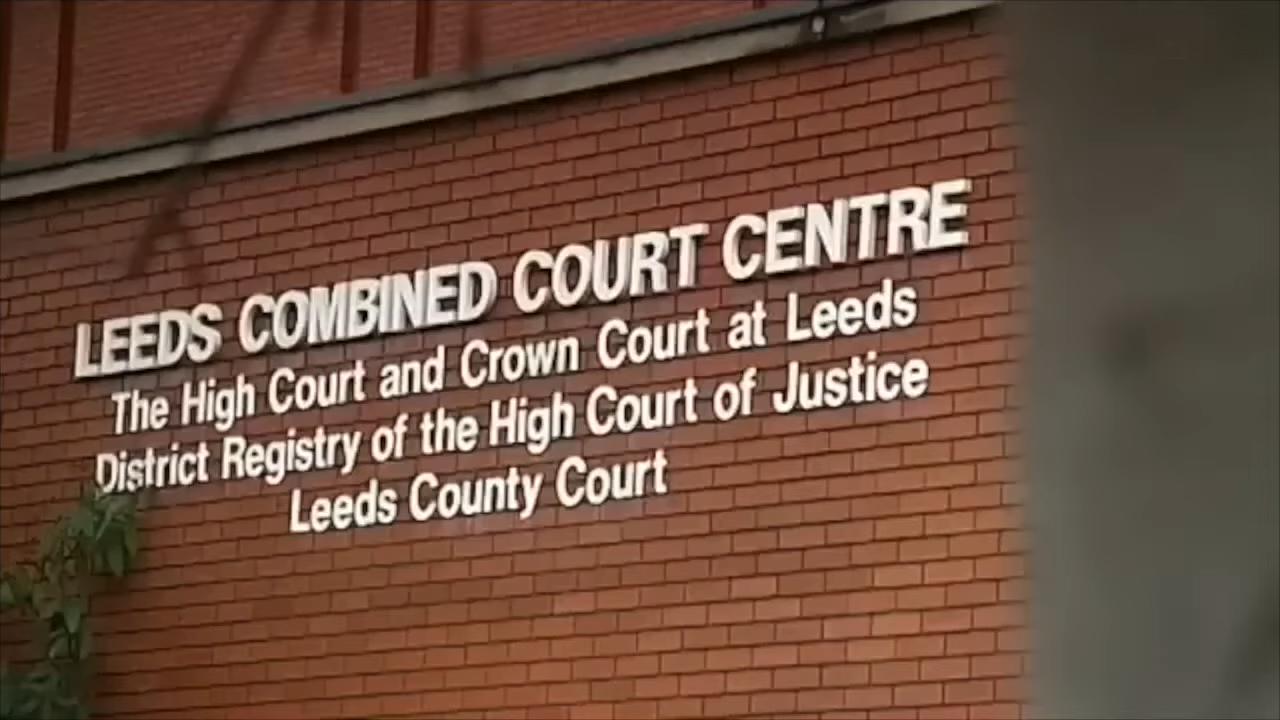 LEEDS COMBINED COURT CENTRE
The High Court and Crown Court at Leeds
District Registry of the High Court of Justice
Leeds County Court